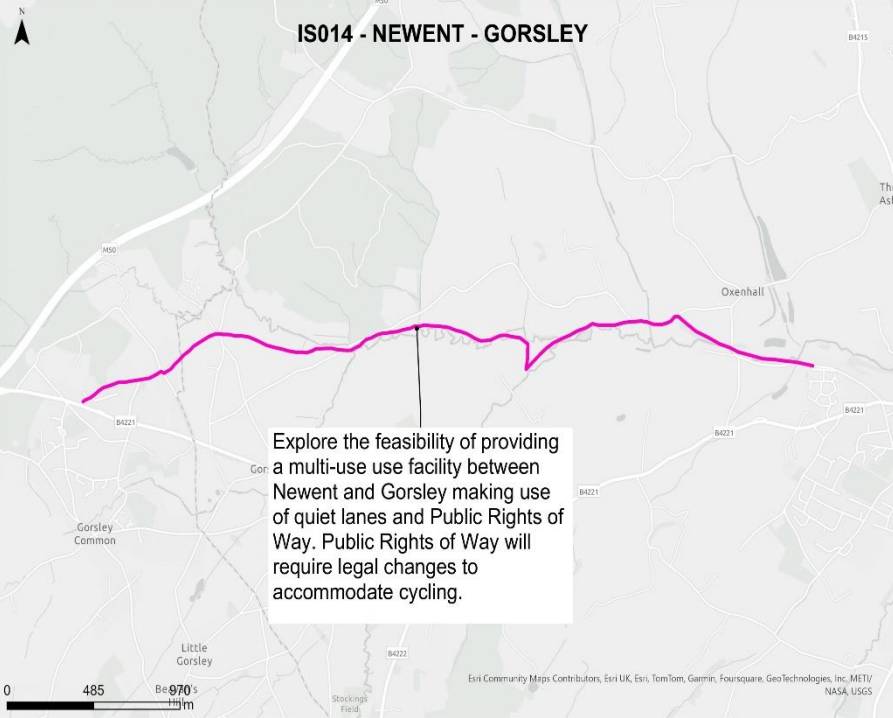 M50
N
IS014 - NEWENT - GORSLEY
B4215
M50
Oxenhall
B4221
B4221
B4221
B4221
Explore the feasibility of providing
a multi-use use facility between
Newent and Gorsley making use
of quiet lanes and Public Rights of
Way. Public Rights of Way will
require legal changes to
accommodate cycling.
Gorsley
Common
Little
Gorsley
B4222
Stockings
Field
0 485 970
m
Esri Community Maps Contributors, Esri UK, Esri, TomTom, Garmin, Foursquare, GeoTechnologies, Inc, METI/
NASA, USGS